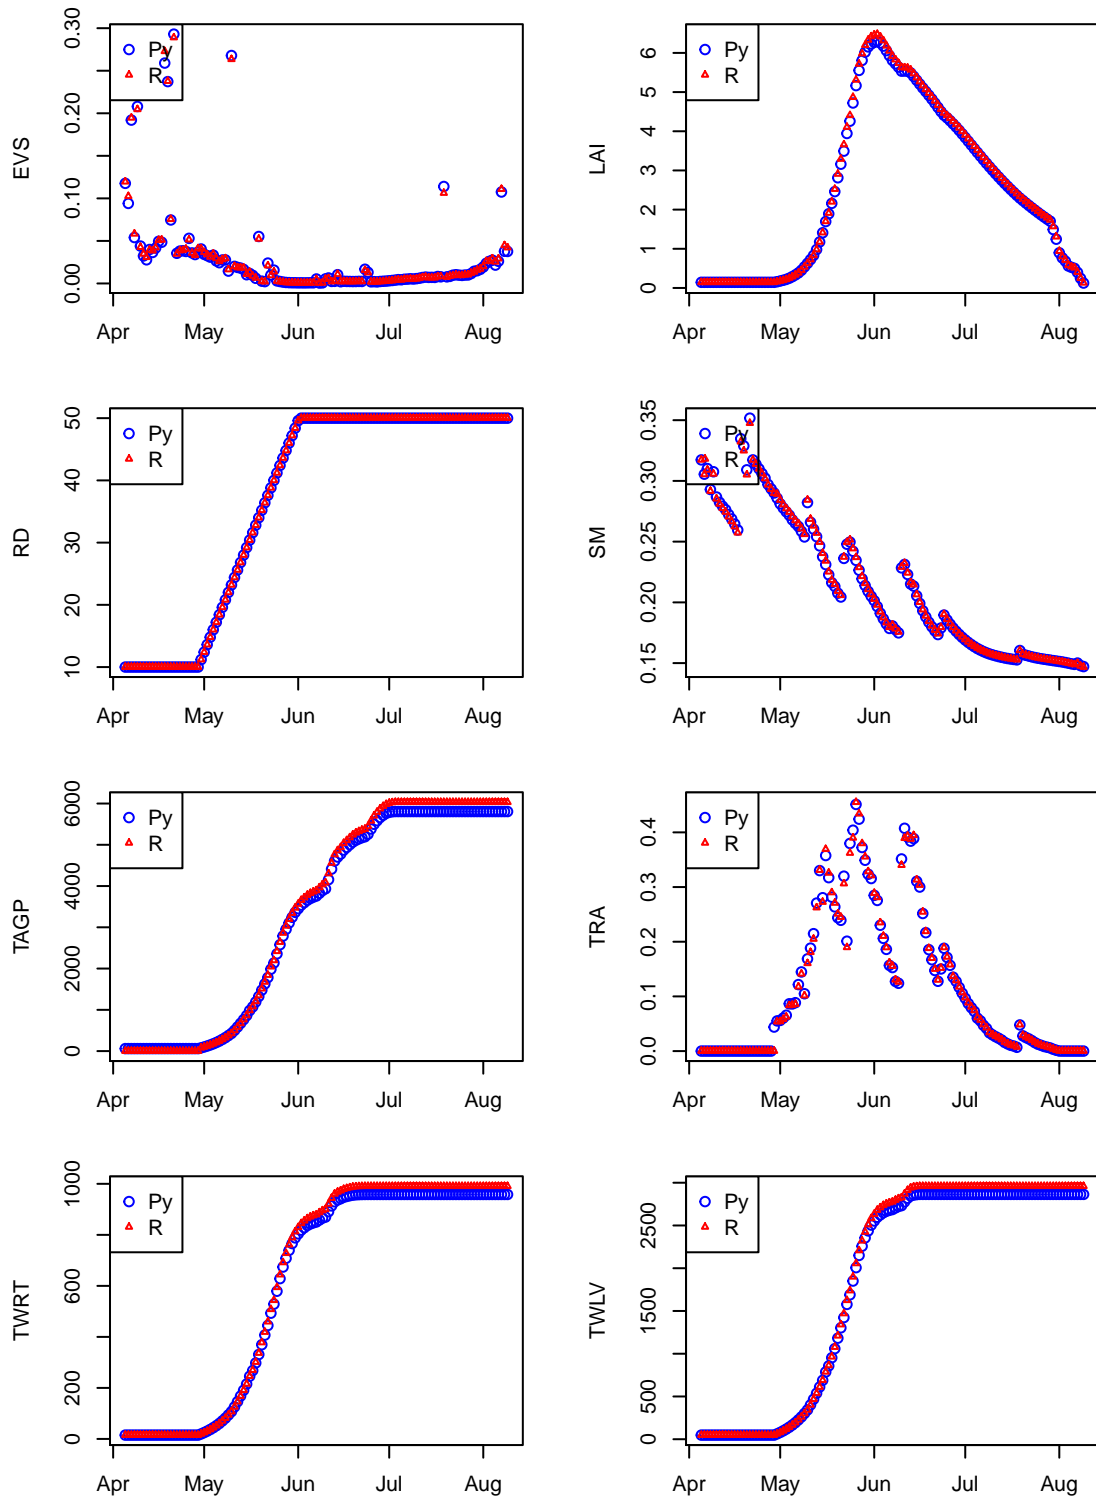 EVS
0.00 0.10 0.20 0.30
Py
R
Apr May Jun Jul Aug
LAI
0 1 2 3 4 5 6
Py
R
Apr May Jun Jul Aug
RD
10 20 30 40 50
Py
R
Apr May Jun Jul Aug
SM
0.15 0.20 0.25 0.30 0.35
Py
R
Apr May Jun Jul Aug
TAGP
0 2000 4000 6000
Py
R
Apr May Jun Jul Aug
TRA
0.0 0.1 0.2 0.3 0.4
Py
R
Apr May Jun Jul Aug
TWRT
0 200 600 1000
Py
R
Apr May Jun Jul Aug
TWLV
0 500 1500 2500
Py
R
Apr May Jun Jul Aug